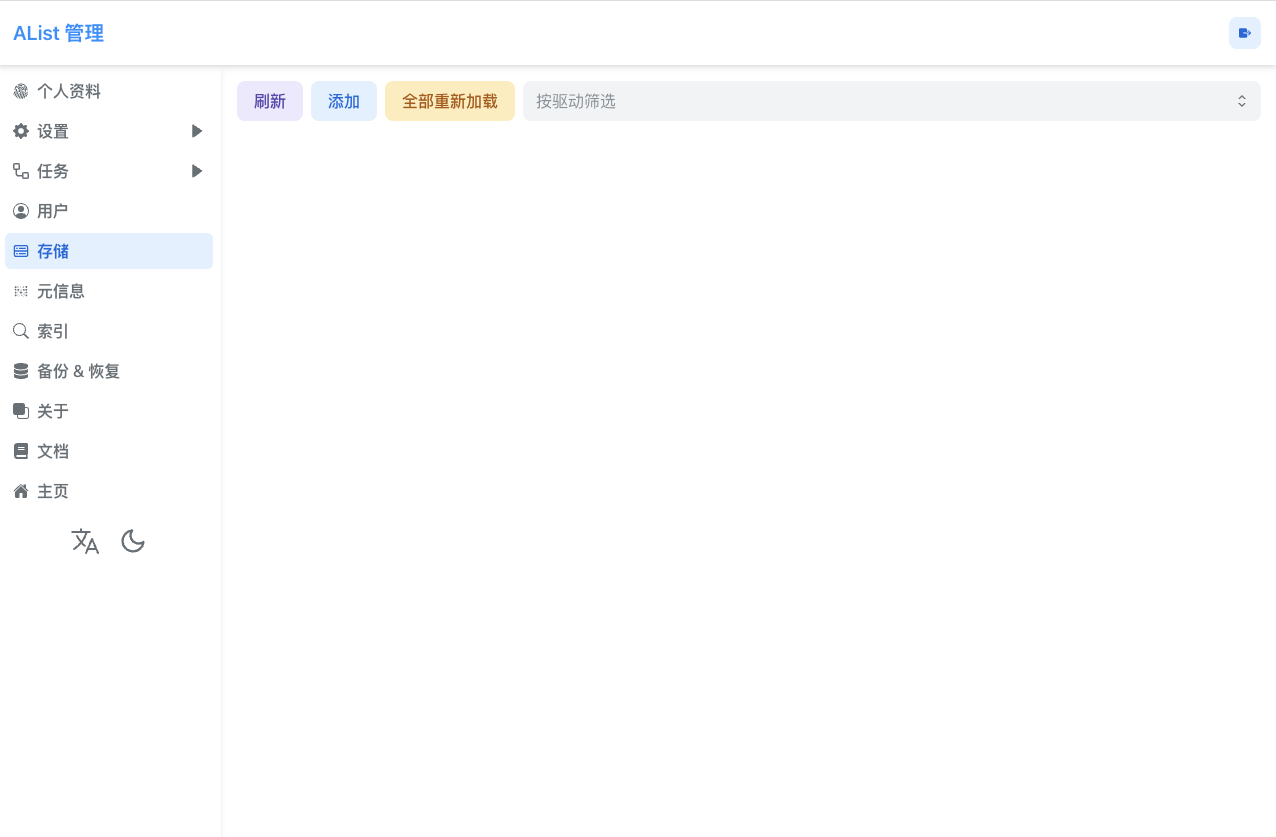 AList 管理
个人资料
设置
任务
用户
存储
元信息
索引
备份 & 恢复
关于
文档
主页
刷新 添加 全部重新加载 按驱动筛选